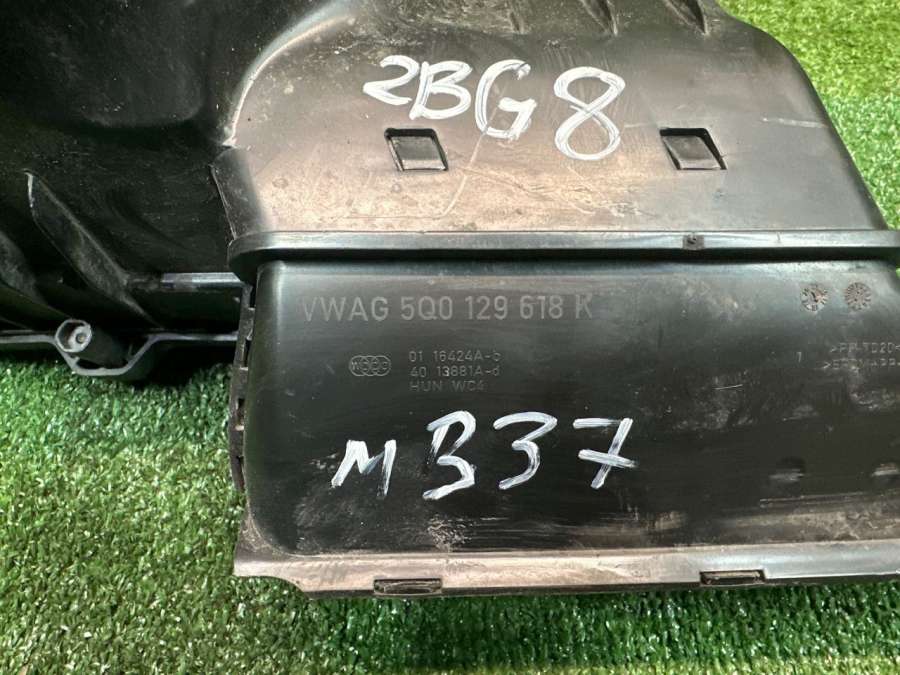 2BG8
VWAG 5Q0 129 618 K
01 16424A-b
40 13881A-d
HUN WC4
MB37